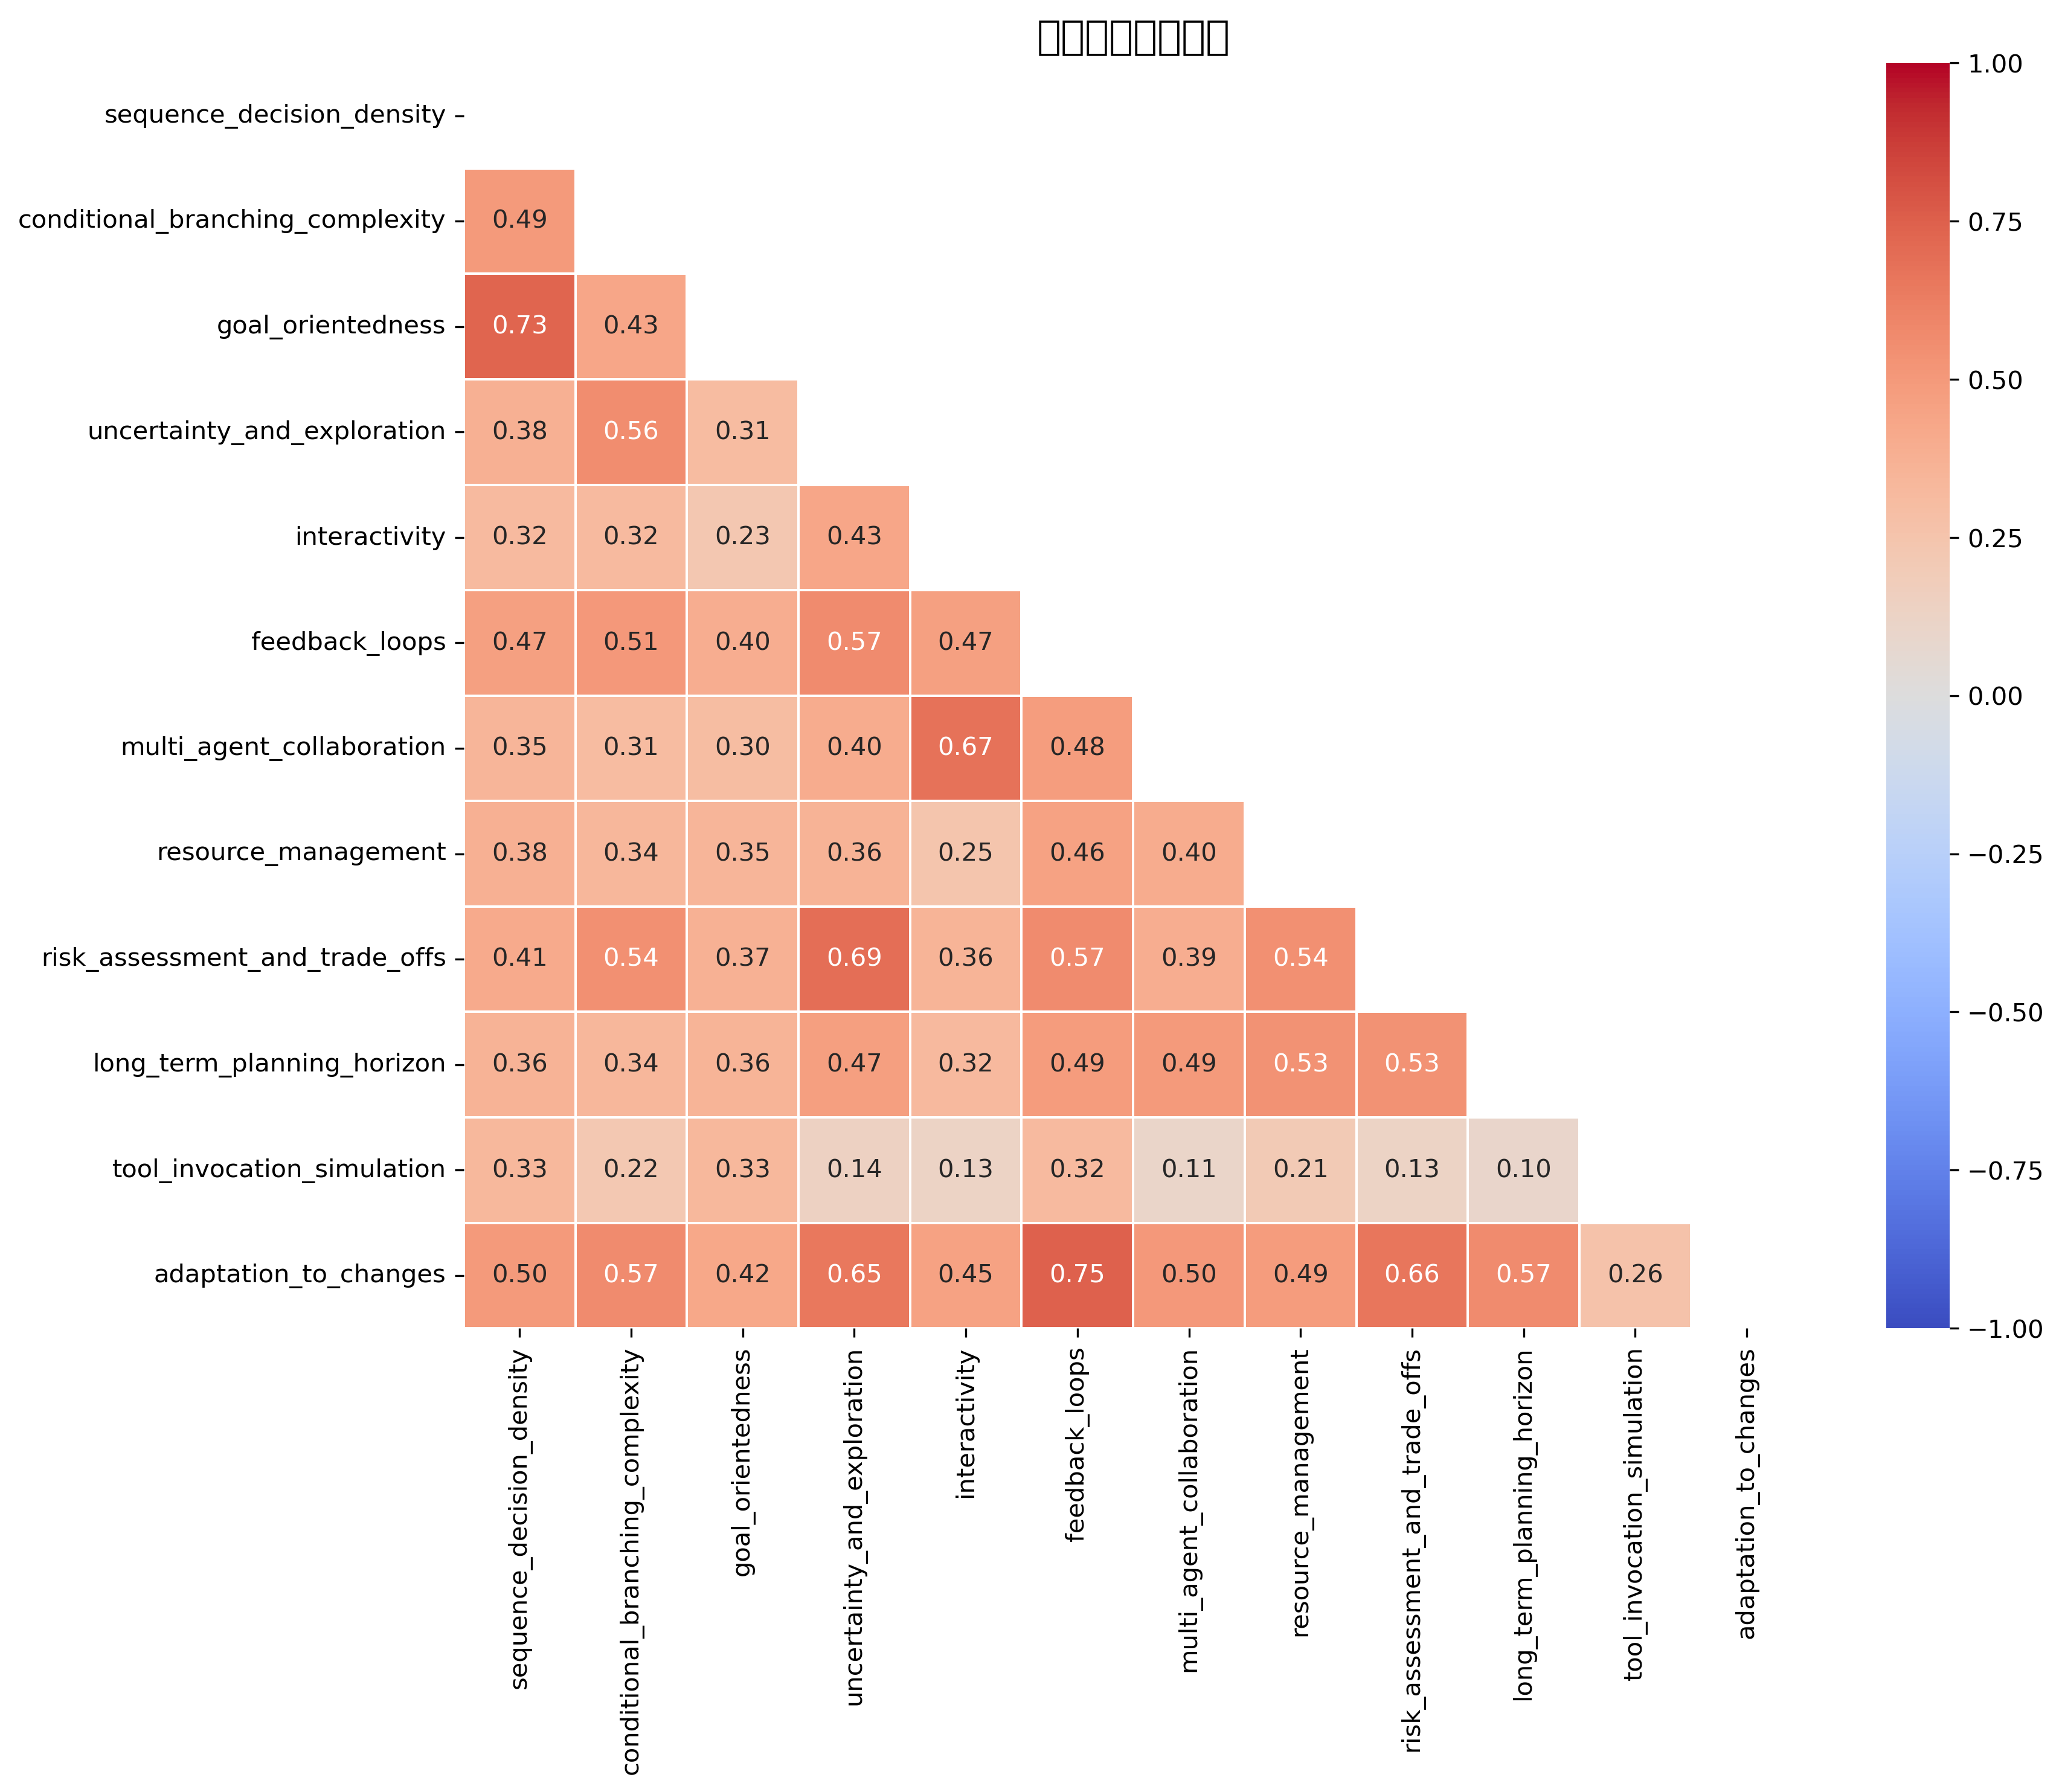 sequence_decision_density
conditional_branching_complexity 0.49
goal_orientedness 0.73 0.43
uncertainty_and_exploration 0.38 0.56 0.31
interactivity 0.32 0.32 0.23 0.43
feedback_loops 0.47 0.51 0.40 0.57 0.47
multi_agent_collaboration 0.35 0.31 0.30 0.40 0.67 0.48
resource_management 0.38 0.34 0.35 0.36 0.25 0.46 0.40
risk_assessment_and_trade_offs 0.41 0.54 0.37 0.69 0.36 0.57 0.39 0.54
long_term_planning_horizon 0.36 0.34 0.36 0.47 0.32 0.49 0.49 0.53 0.53
tool_invocation_simulation 0.33 0.22 0.33 0.14 0.13 0.32 0.11 0.21 0.13 0.10
adaptation_to_changes 0.50 0.57 0.42 0.65 0.45 0.75 0.50 0.49 0.66 0.57 0.26
sequence_decision_density
conditional_branching_complexity
goal_orientedness
uncertainty_and_exploration
interactivity
feedback_loops
multi_agent_collaboration
resource_management
risk_assessment_and_trade_offs
long_term_planning_horizon
tool_invocation_simulation
adaptation_to_changes
1.00
0.75
0.50
0.25
0.00
−0.25
−0.50
−0.75
−1.00